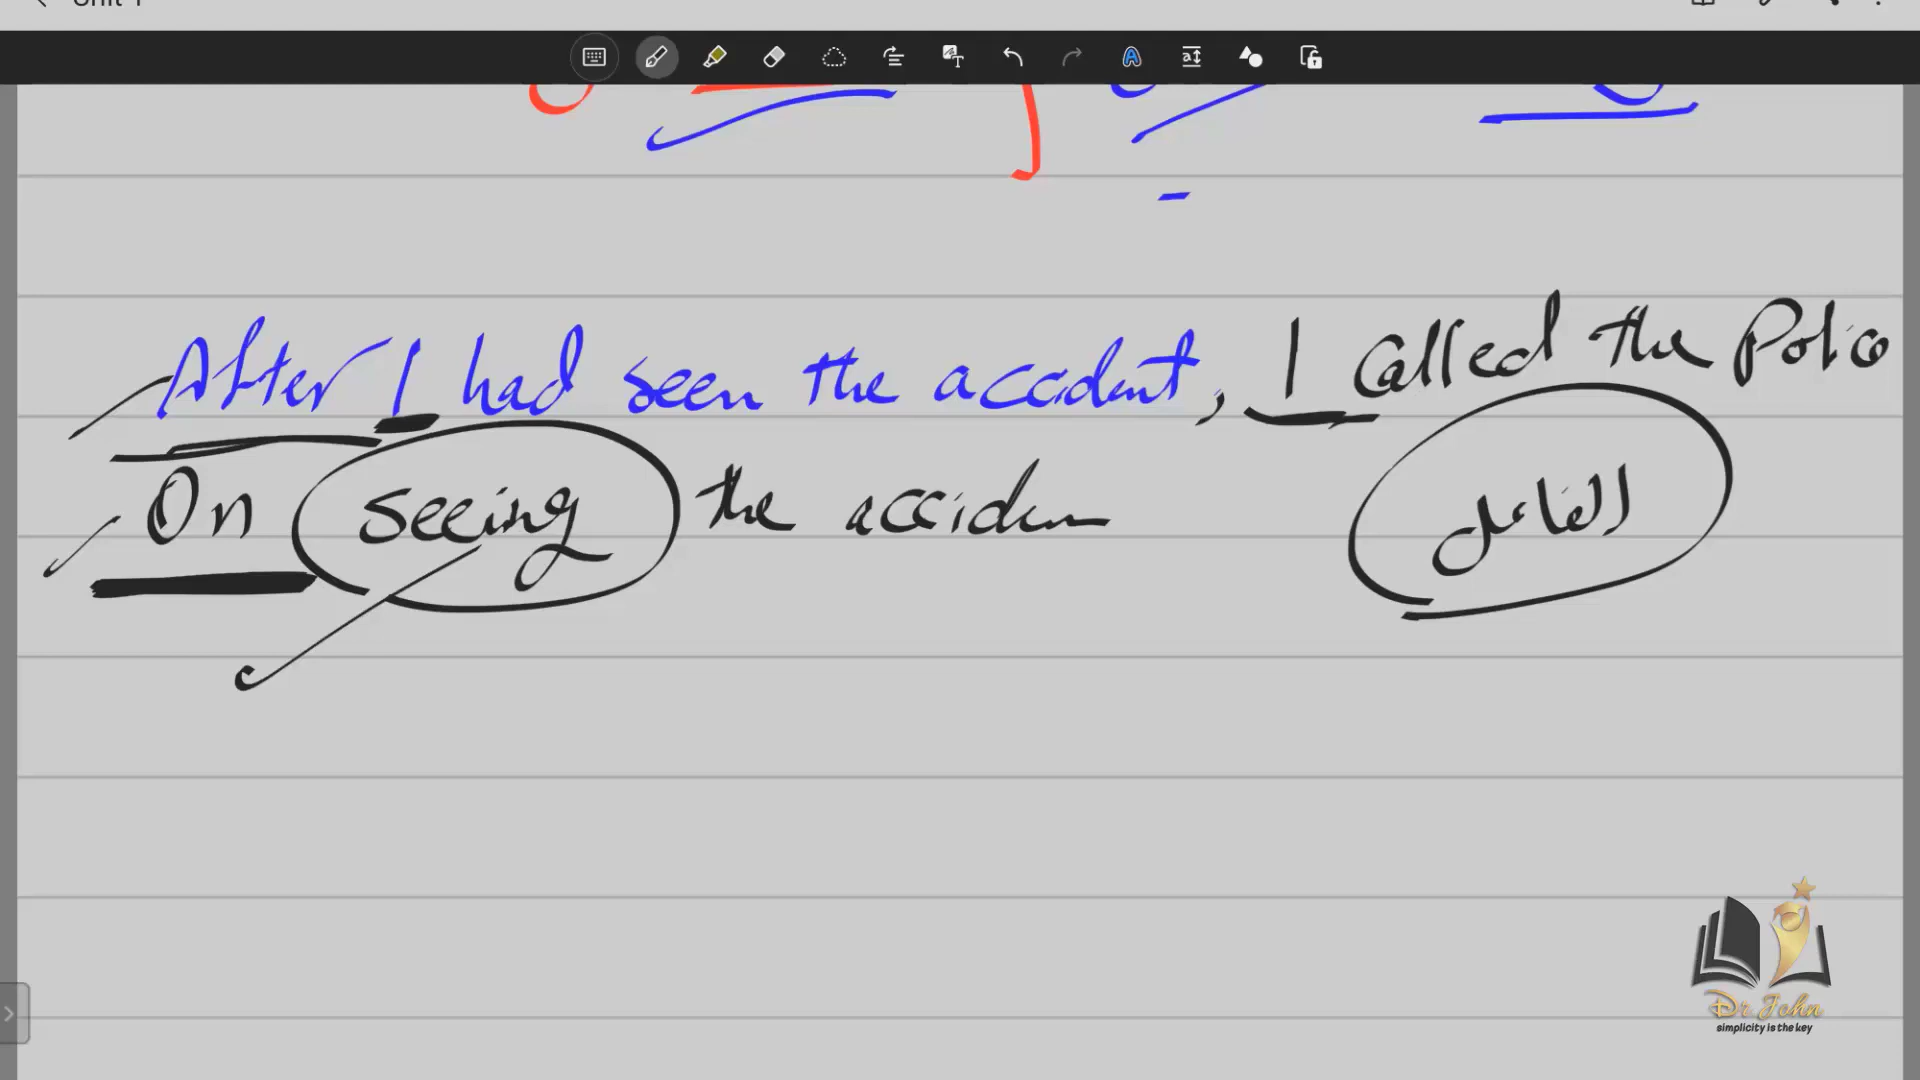 After I had seen the accident, I called the Police
On seeing the acciden
الفاعل
Dr. John
simplicity is the key